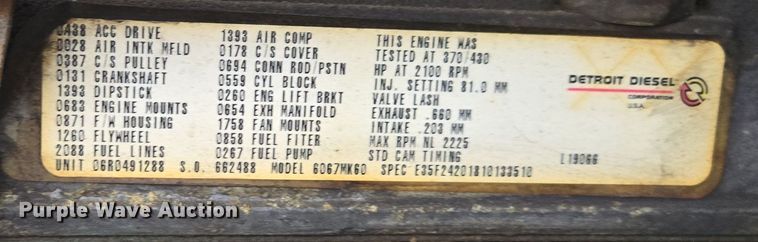 0438 ACC DRIVE
0028 AIR INTK MFLD
0387 C/S PULLEY
0131 CRANKSHAFT
1393 DIPSTICK
0683 ENGINE MOUNTS
0871 F/W HOUSING
1260 FLYWHEEL
2088 FUEL LINES
1393 AIR COMP
0178 C/S COVER
0694 CONN ROD/PSTN
0559 CYL BLOCK
0260 ENG LIFT BRKT
0654 EXH MANIFOLD
1758 FAN MOUNTS
0858 FUEL FITER
0267 FUEL PUMP
THIS ENGINE WAS
TESTED AT 370/430
HP AT 2100 RPM
INJ. SETTING 81.0 MM
VALVE LASH
EXHAUST .660 MM
INTAKE .203 MM
MAX RPM NL 2225
STD CAM TIMING
L19066
UNIT 06R0491288 S.O. 662488 MODEL 6067MK60 SPEC E35F24201810133510
DETROIT DIESEL
CORPORATION
U.S.A.
Purple Wave Auction